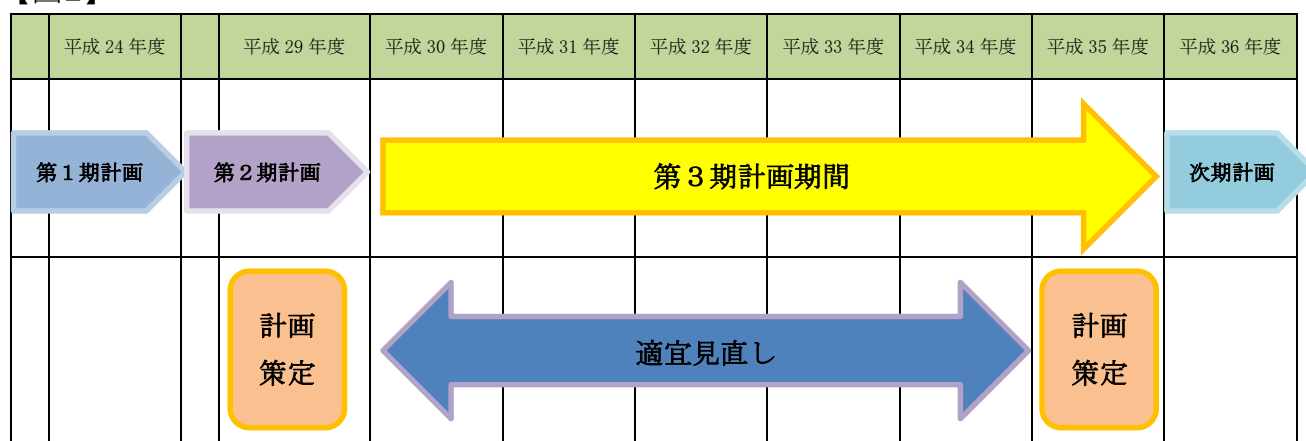 平成 24 年度
平成 29 年度
平成 30 年度
平成 31 年度
平成 32 年度
平成 33 年度
平成 34 年度
平成 35 年度
平成 36 年度
第１期計画
第２期計画
第３期計画期間
次期計画
計画
策定
適宜見直し
計画
策定